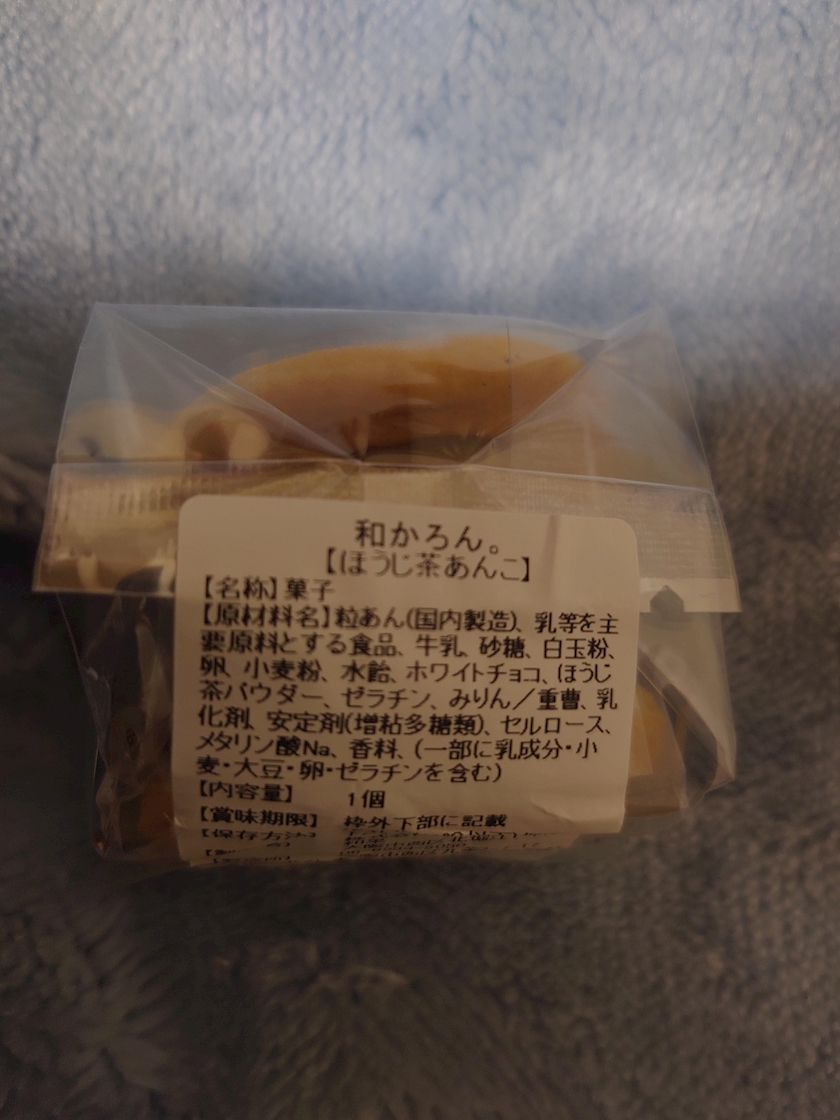 和かろん。
【ほうじ茶あんこ】
【名称】菓子
【原材料名】粒あん(国内製造)、乳等を主
要原料とする食品、牛乳、砂糖、白玉粉、
卵、小麦粉、水飴、ホワイトチョコ、ほうじ
茶パウダー、ゼラチン、みりん／重曹、乳
化剤、安定剤(増粘多糖類)、セルロース、
メタリン酸Na、香料、(一部に乳成分・小
麦・大豆・卵・ゼラチンを含む)
【内容量】 1個
【賞味期限】 枠外下部に記載
【保存方法】